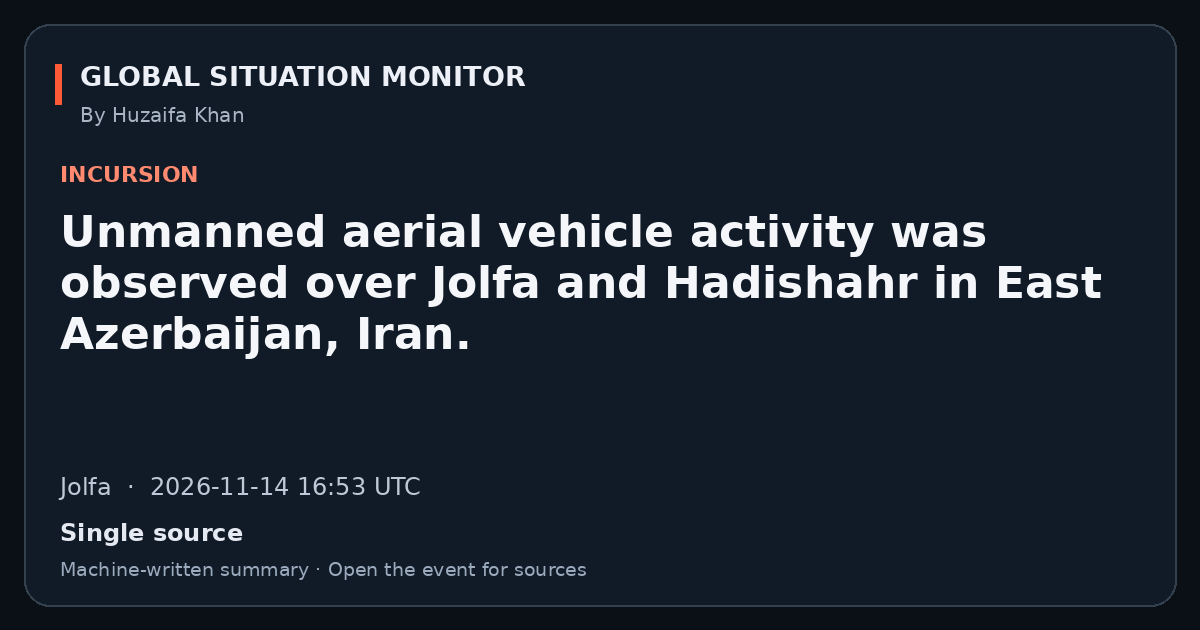 GLOBAL SITUATION MONITOR
By Huzaifa Khan
INCURSION
Unmanned aerial vehicle activity was
observed over Jolfa and Hadishahr in East
Azerbaijan, Iran.
Jolfa · 2026-11-14 16:53 UTC
Single source
Machine-written summary · Open the event for sources